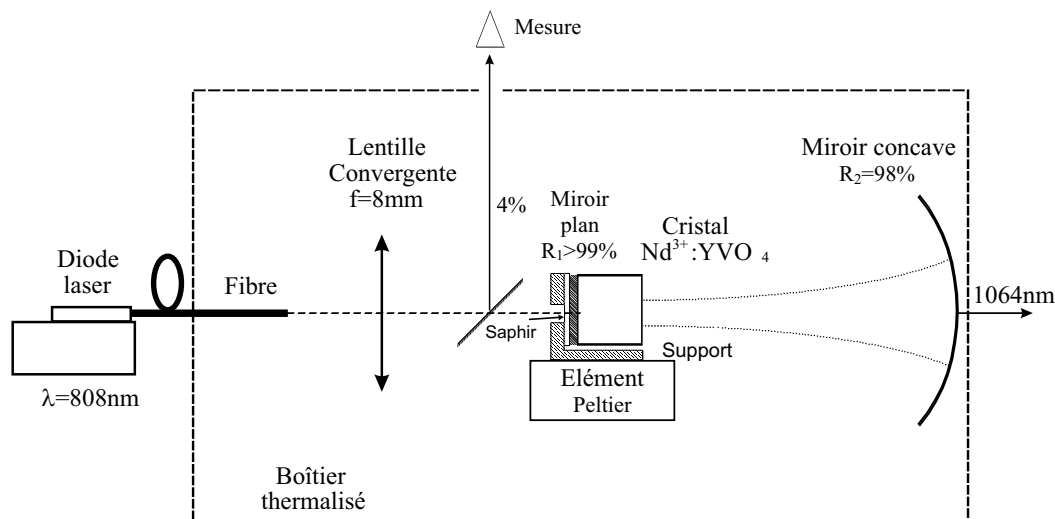 Mesure
Lentille
Convergente
f=8mm
Miroir concave
R₂=98%
4%
Miroir
plan
R₁>99%
Cristal
Nd³⁺:YVO ₄
Diode
laser
Fibre
1064nm
Saphir
Support
Elément
Peltier
λ=808nm
Boîtier
thermalisé